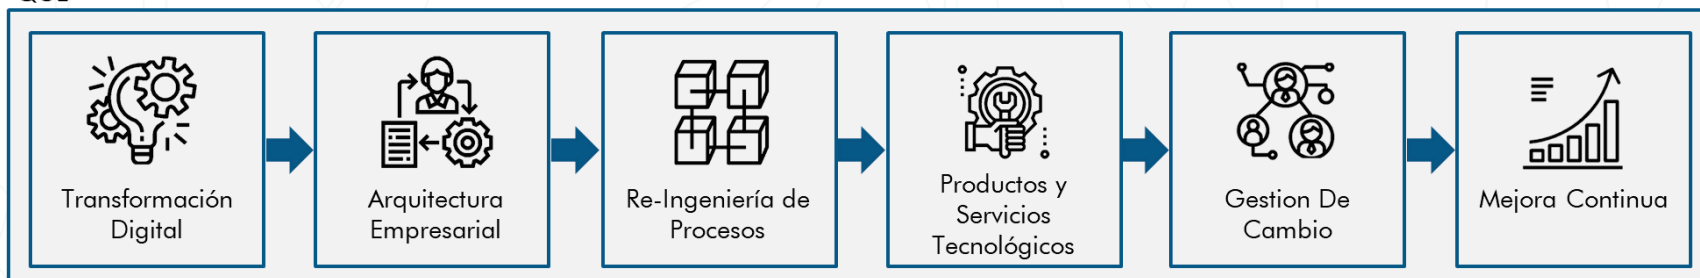 Transformación
Digital
Arquitectura
Empresarial
Re-Ingeniería de
Procesos
Productos y
Servicios
Tecnológicos
Gestion De
Cambio
Mejora Continua